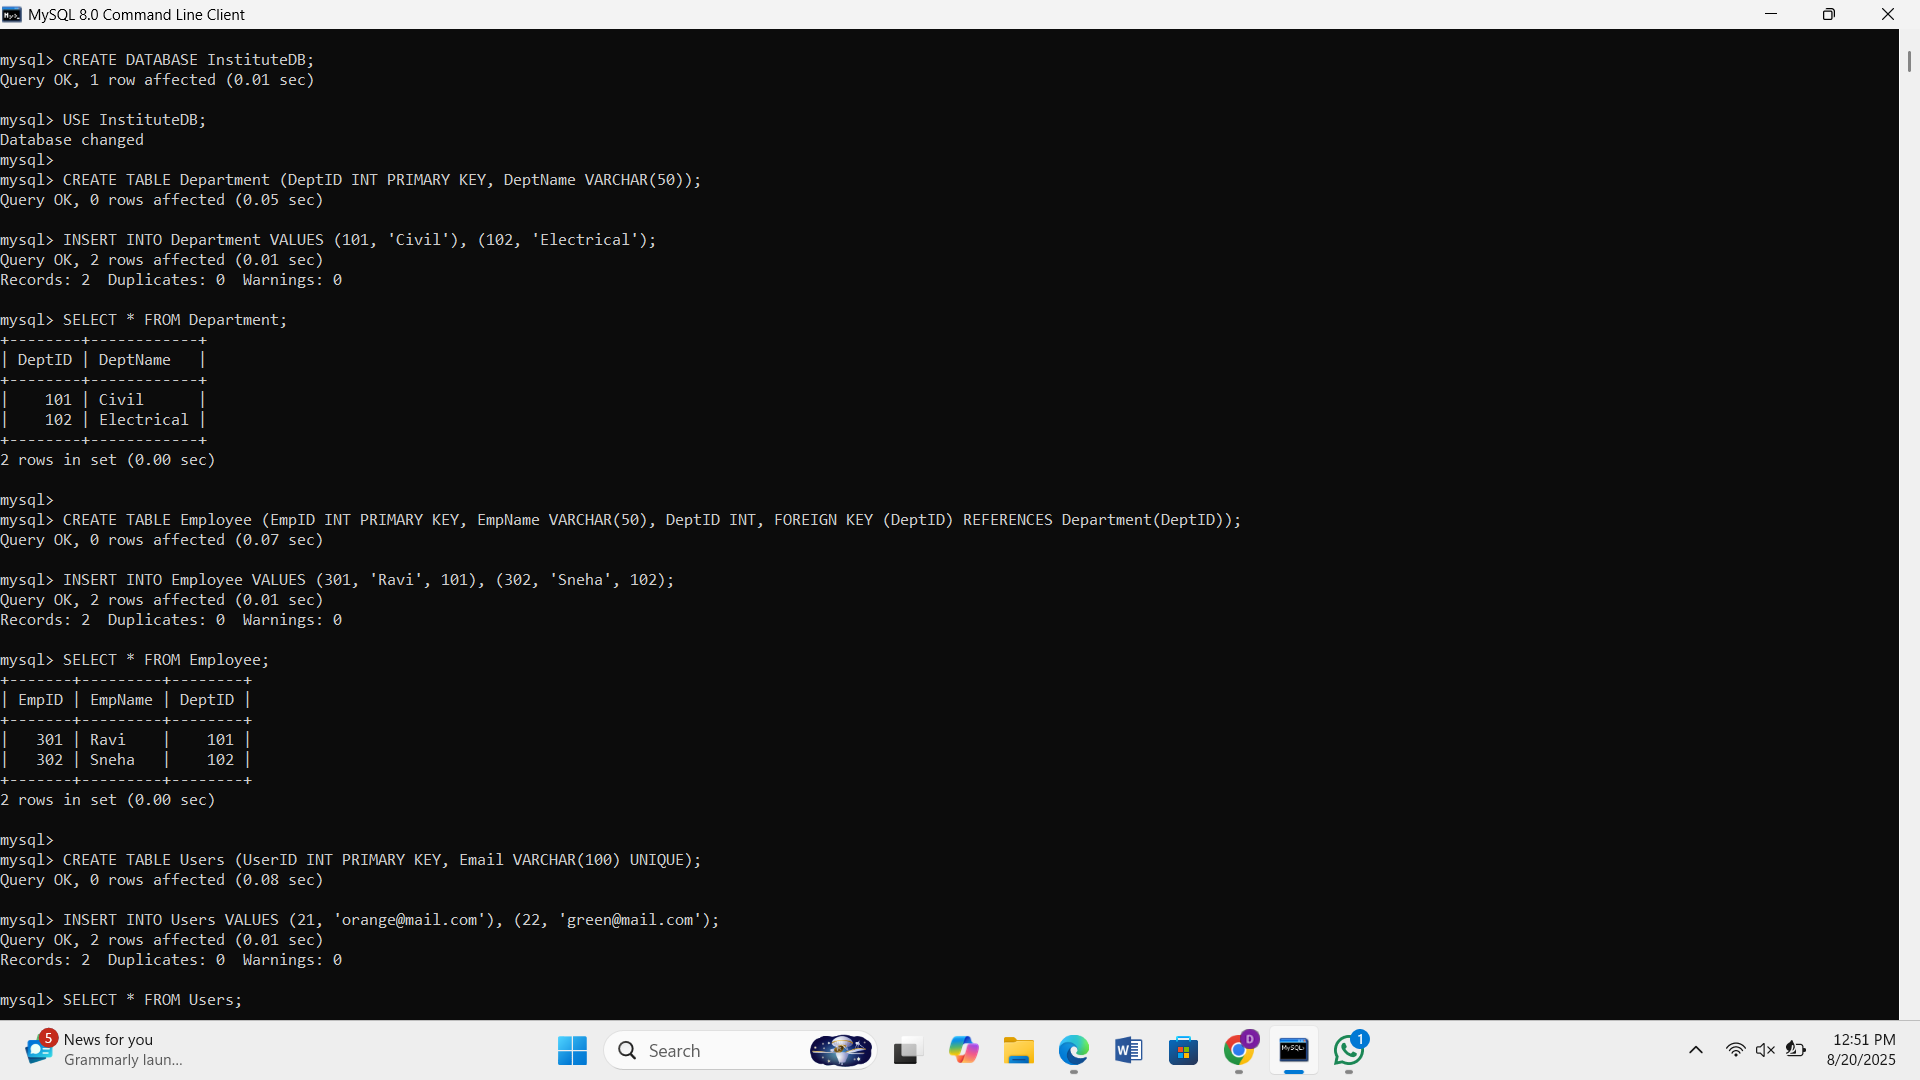 MySQL 8.0 Command Line Client
mysql> CREATE DATABASE InstituteDB;
Query OK, 1 row affected (0.01 sec)
mysql> USE InstituteDB;
Database changed
mysql>
mysql> CREATE TABLE Department (DeptID INT PRIMARY KEY, DeptName VARCHAR(50));
Query OK, 0 rows affected (0.05 sec)
mysql> INSERT INTO Department VALUES (101, 'Civil'), (102, 'Electrical');
Query OK, 2 rows affected (0.01 sec)
Records: 2  Duplicates: 0  Warnings: 0
mysql> SELECT * FROM Department;
+--------+------------+
| DeptID | DeptName   |
+--------+------------+
|    101 | Civil      |
|    102 | Electrical |
+--------+------------+
2 rows in set (0.00 sec)
mysql>
mysql> CREATE TABLE Employee (EmpID INT PRIMARY KEY, EmpName VARCHAR(50), DeptID INT, FOREIGN KEY (DeptID) REFERENCES Department(DeptID));
Query OK, 0 rows affected (0.07 sec)
mysql> INSERT INTO Employee VALUES (301, 'Ravi', 101), (302, 'Sneha', 102);
Query OK, 2 rows affected (0.01 sec)
Records: 2  Duplicates: 0  Warnings: 0
mysql> SELECT * FROM Employee;
+-------+---------+--------+
| EmpID | EmpName | DeptID |
+-------+---------+--------+
|   301 | Ravi    |    101 |
|   302 | Sneha   |    102 |
+-------+---------+--------+
2 rows in set (0.00 sec)
mysql>
mysql> CREATE TABLE Users (UserID INT PRIMARY KEY, Email VARCHAR(100) UNIQUE);
Query OK, 0 rows affected (0.08 sec)
mysql> INSERT INTO Users VALUES (21, 'orange@mail.com'), (22, 'green@mail.com');
Query OK, 2 rows affected (0.01 sec)
Records: 2  Duplicates: 0  Warnings: 0
mysql> SELECT * FROM Users;
5
News for you
Grammarly laun...
Search
W
D
MySQL
1
12:51 PM
8/20/2025